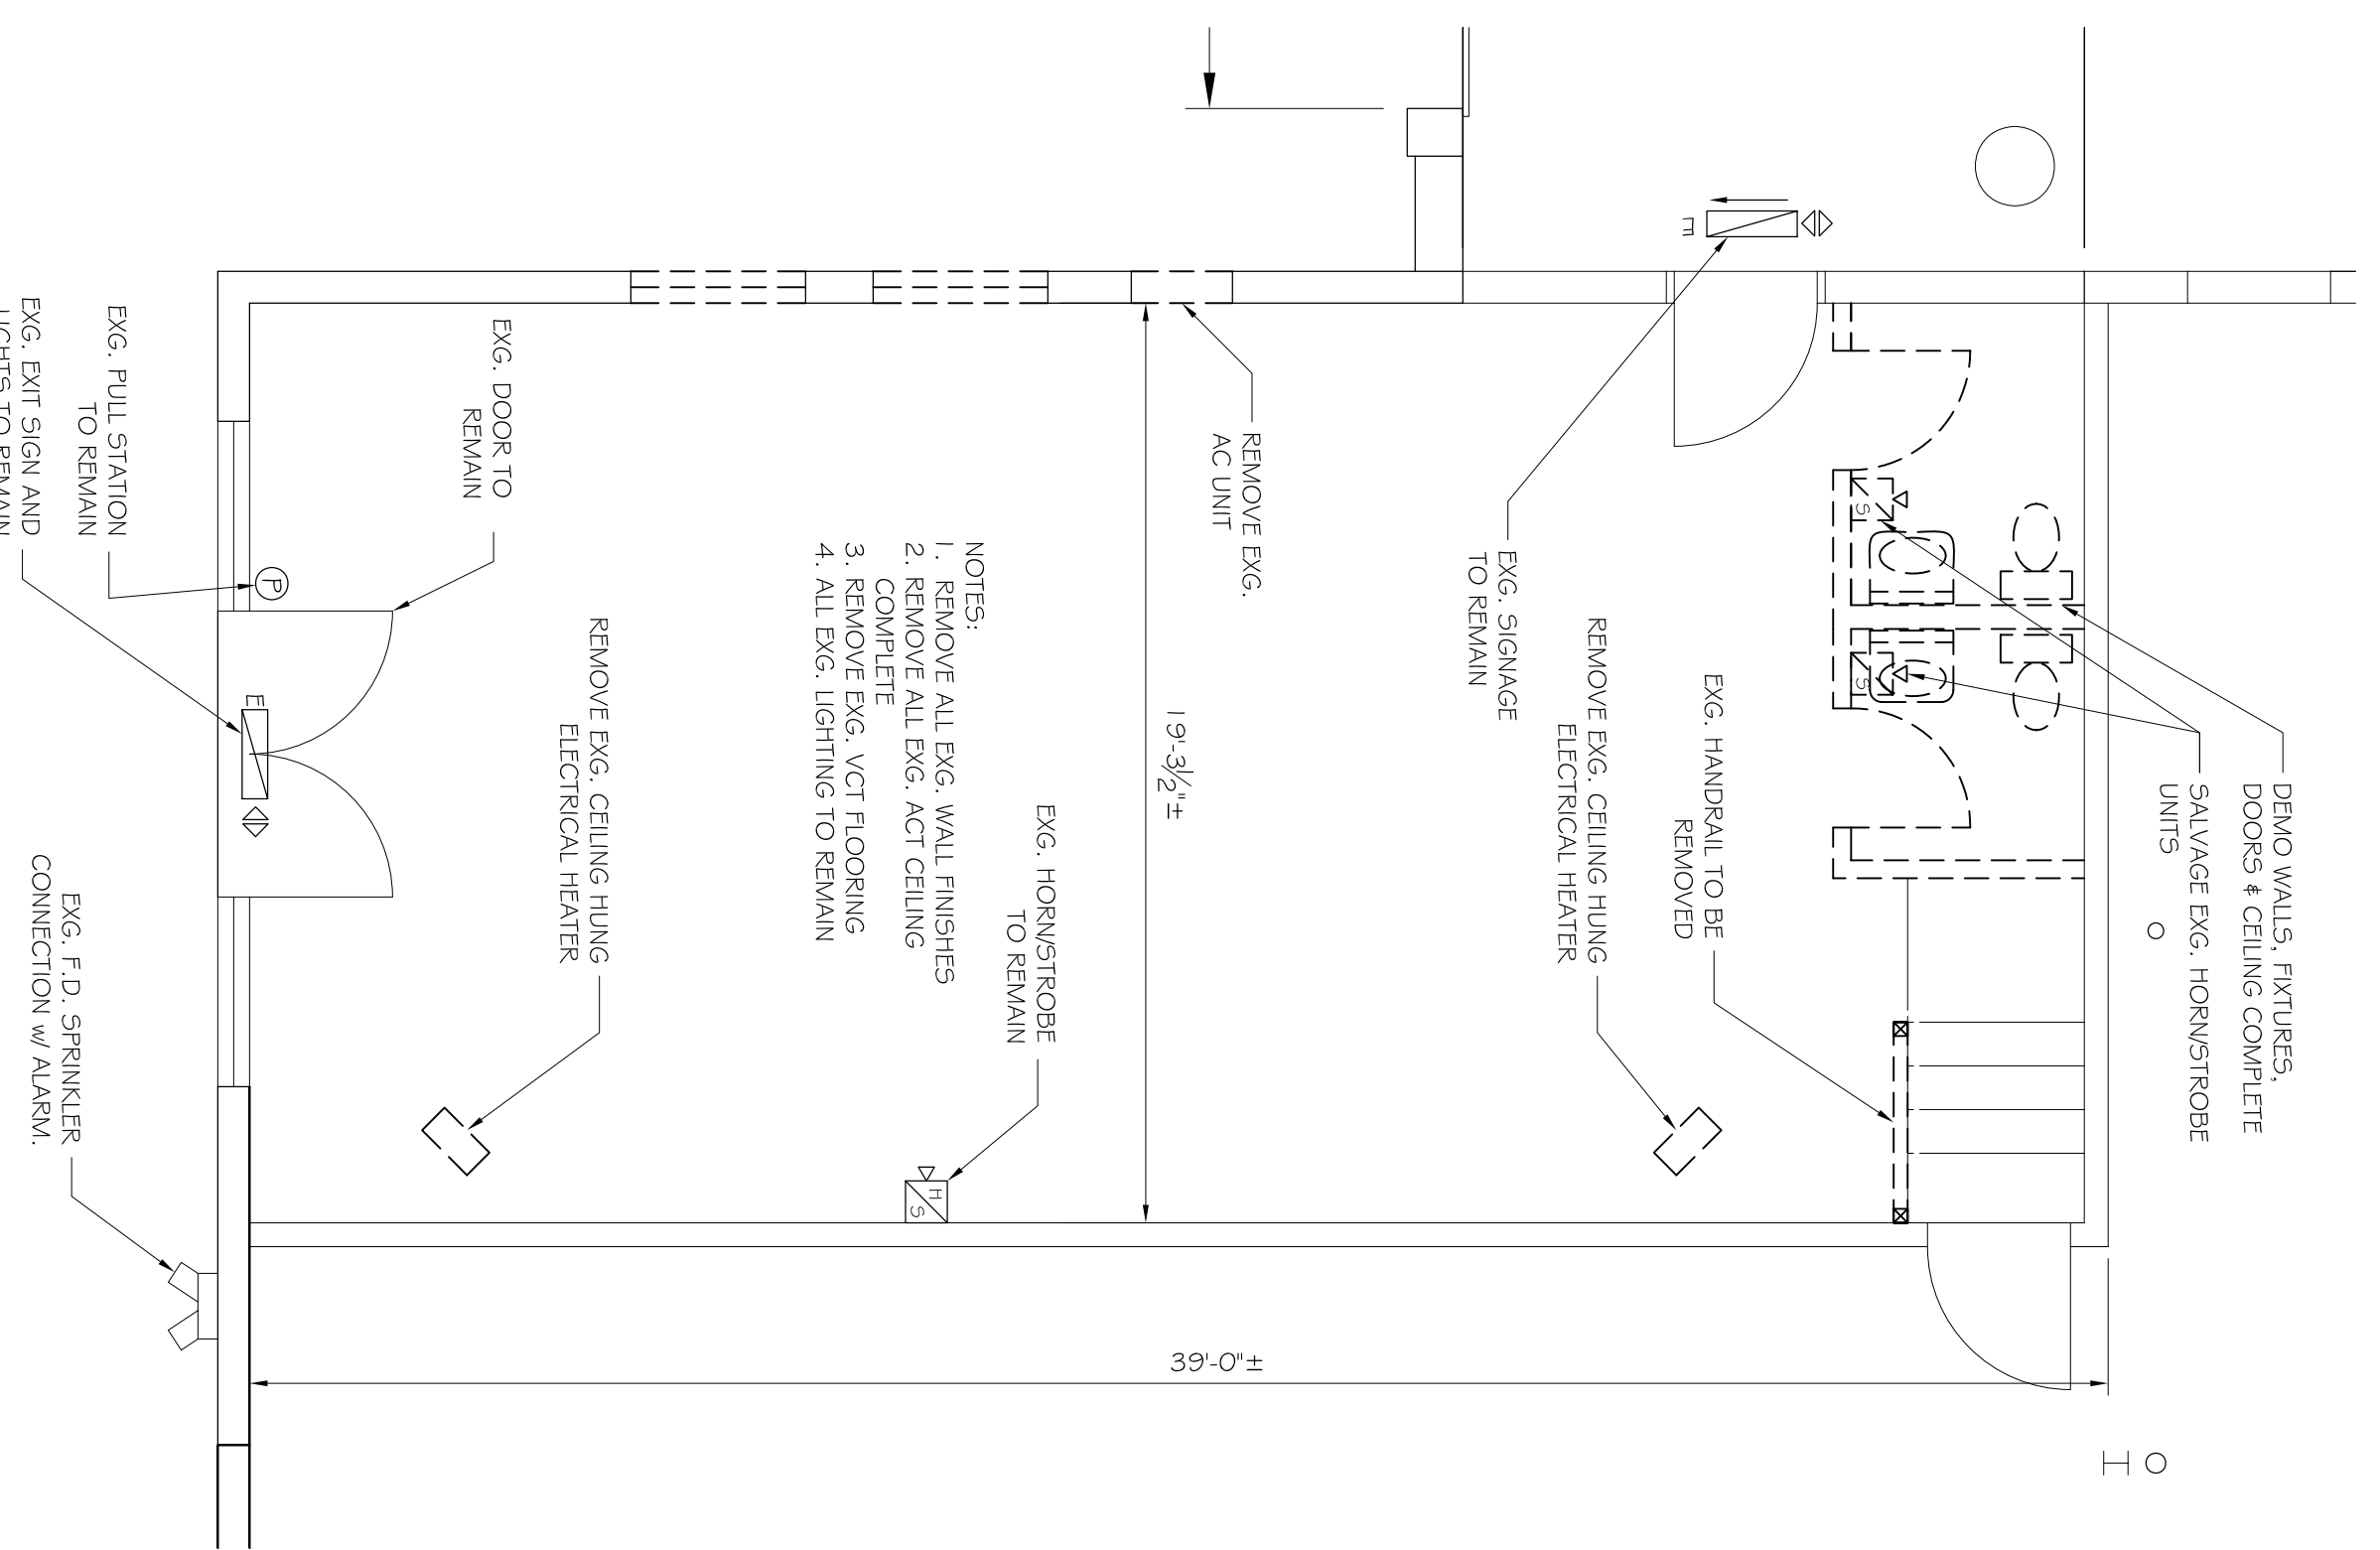 DEMO WALLS, FIXTURES,
DOORS & CEILING COMPLETE
SALVAGE EXG. HORN/STROBE
UNITS
S
S
EXG. HANDRAIL TO BE
REMOVED
E
REMOVE EXG. CEILING HUNG
ELECTRICAL HEATER
EXG. SIGNAGE
TO REMAIN
REMOVE EXG.
AC UNIT
19'-3½"±
39'-0"±
EXG. HORN/STROBE
TO REMAIN
H
S
NOTES:
1. REMOVE ALL EXG. WALL FINISHES
2. REMOVE ALL EXG. ACT CEILING
COMPLETE
3. REMOVE EXG. VCT FLOORING
4. ALL EXG. LIGHTING TO REMAIN
REMOVE EXG. CEILING HUNG
ELECTRICAL HEATER
EXG. DOOR TO
REMAIN
P
E
EXG. PULL STATION
TO REMAIN
EXG. EXIT SIGN AND
LIGHTS TO REMAIN
EXG. F.D. SPRINKLER
CONNECTION w/ ALARM.